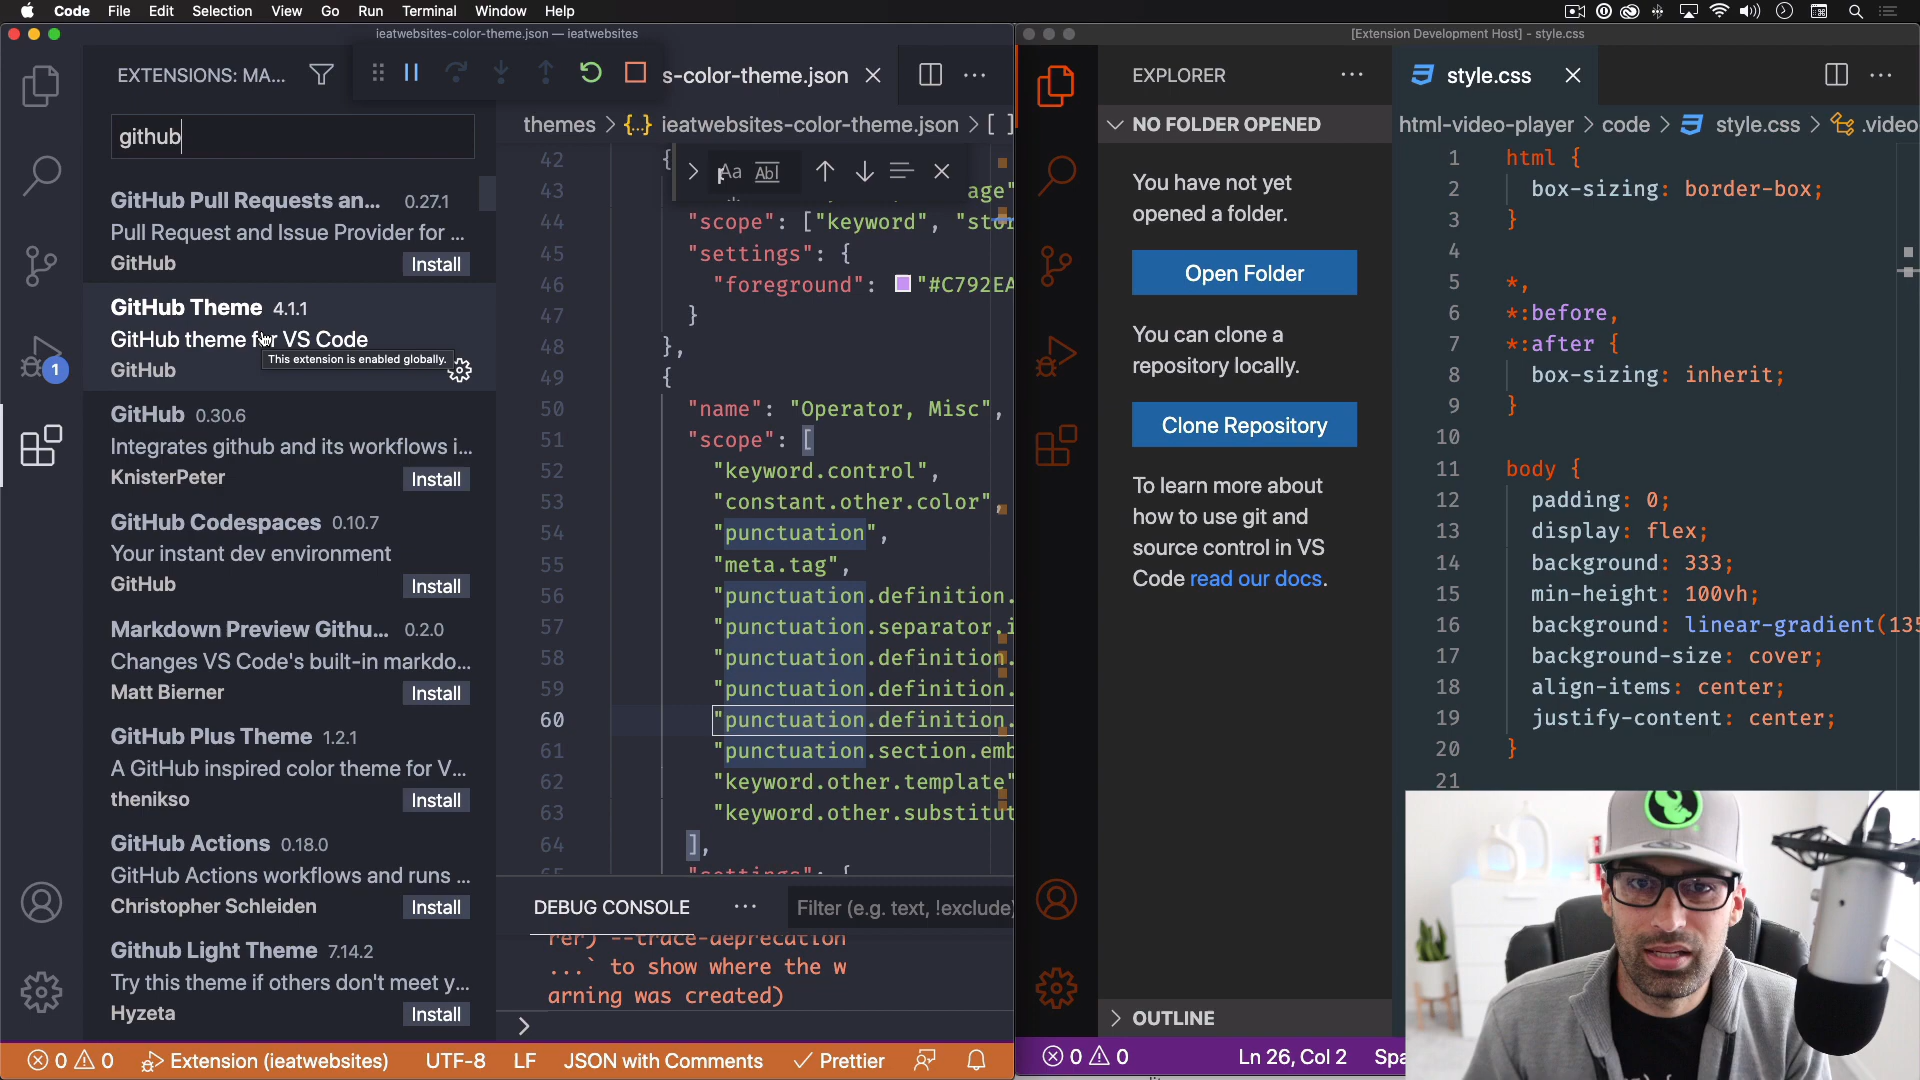 Code File Edit Selection View Go Run Terminal Window Help
ieatwebsites-color-theme.json — ieatwebsites
[Extension Development Host] - style.css
EXTENSIONS: MA...
s-color-theme.json
EXPLORER
style.css
github
themes > {..} ieatwebsites-color-theme.json > [ ]
NO FOLDER OPENED
html-video-player > code > style.css > .video
GitHub Pull Requests an... 0.27.1
Pull Request and Issue Provider for ...
GitHub
Install
GitHub Theme 4.1.1
GitHub theme for VS Code
This extension is enabled globally.
GitHub
GitHub 0.30.6
Integrates github and its workflows i...
KnisterPeter
Install
GitHub Codespaces 0.10.7
Your instant dev environment
GitHub
Install
Markdown Preview Githu... 0.2.0
Changes VS Code's built-in markdo...
Matt Bierner
Install
GitHub Plus Theme 1.2.1
A GitHub inspired color theme for V...
thenikso
Install
GitHub Actions 0.18.0
GitHub Actions workflows and runs ...
Christopher Schleiden
Install
Github Light Theme 7.14.2
Try this theme if others don't meet y...
Hyzeta
Install
1
Aa Abl
42 {
43 age"
44 "scope": ["keyword", "stor
45 "settings": {
46 "foreground": "#C792EA
47 }
48 },
49 {
50 "name": "Operator, Misc",
51 "scope": [
52 "keyword.control",
53 "constant.other.color",
54 "punctuation",
55 "meta.tag",
56 "punctuation.definition.
57 "punctuation.separator.i
58 "punctuation.definition.
59 "punctuation.definition.
60 "punctuation.definition.
61 "punctuation.section.emb
62 "keyword.other.template"
63 "keyword.other.substitut
64 ],
65 "settings": {
DEBUG CONSOLE
Filter (e.g. text, !exclude)
rer) --trace-deprecation
...` to show where the w
arning was created)
>
You have not yet
opened a folder.
Open Folder
You can clone a
repository locally.
Clone Repository
To learn more about
how to use git and
source control in VS
Code read our docs.
OUTLINE
1 html {
2 box-sizing: border-box;
3 }
4
5 *,
6 *:before,
7 *:after {
8 box-sizing: inherit;
9 }
10
11 body {
12 padding: 0;
13 display: flex;
14 background: 333;
15 min-height: 100vh;
16 background: linear-gradient(135
17 background-size: cover;
18 align-items: center;
19 justify-content: center;
20 }
21
0 0 Extension (ieatwebsites) UTF-8 LF JSON with Comments Prettier
0 0 Ln 26, Col 2 Spa